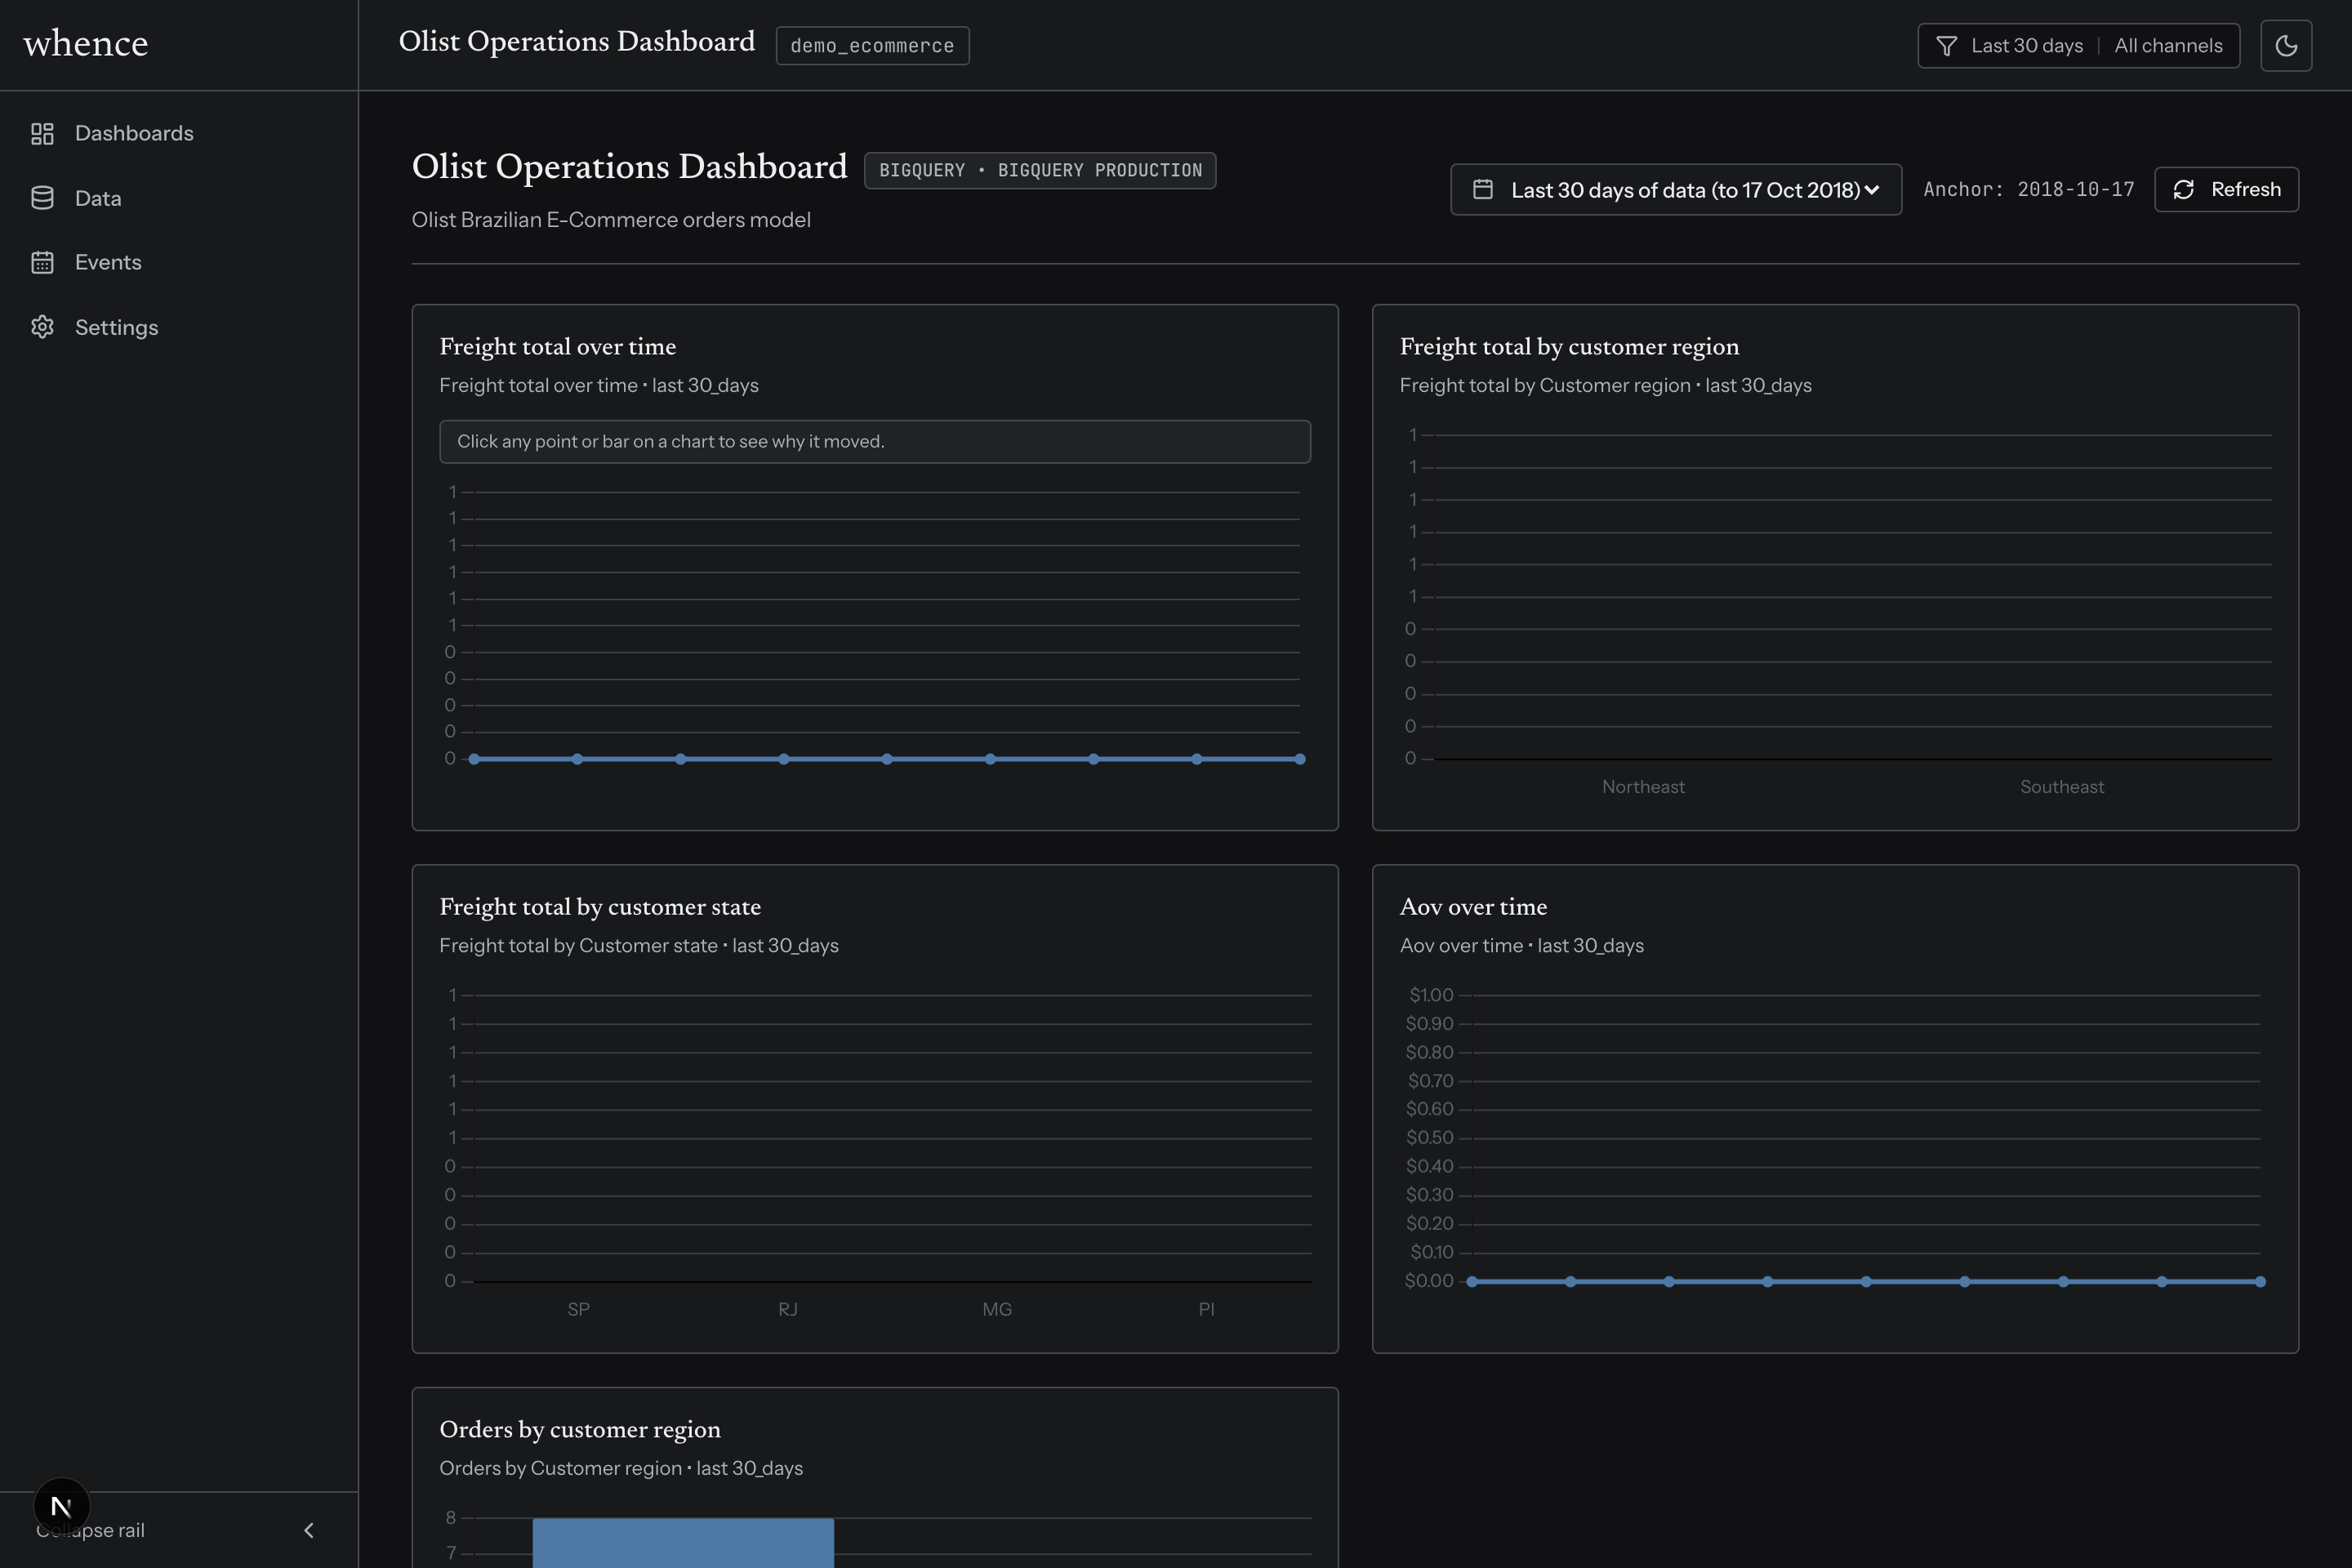 whence
Olist Operations Dashboard
demo_ecommerce
Last 30 days
All channels
Dashboards
Data
Events
Settings
Olist Operations Dashboard
BIGQUERY • BIGQUERY PRODUCTION
Olist Brazilian E-Commerce orders model
Last 30 days of data (to 17 Oct 2018)
Anchor: 2018-10-17
Refresh
Freight total over time
Freight total over time • last 30_days
Click any point or bar on a chart to see why it moved.
1
1
1
1
1
1
0
0
0
0
0
Freight total by customer region
Freight total by Customer region • last 30_days
1
1
1
1
1
1
0
0
0
0
0
Northeast
Southeast
Freight total by customer state
Freight total by Customer state • last 30_days
1
1
1
1
1
1
0
0
0
0
0
SP
RJ
MG
PI
Aov over time
Aov over time • last 30_days
$1.00
$0.90
$0.80
$0.70
$0.60
$0.50
$0.40
$0.30
$0.20
$0.10
$0.00
Orders by customer region
Orders by Customer region • last 30_days
8
7
N
Collapse rail